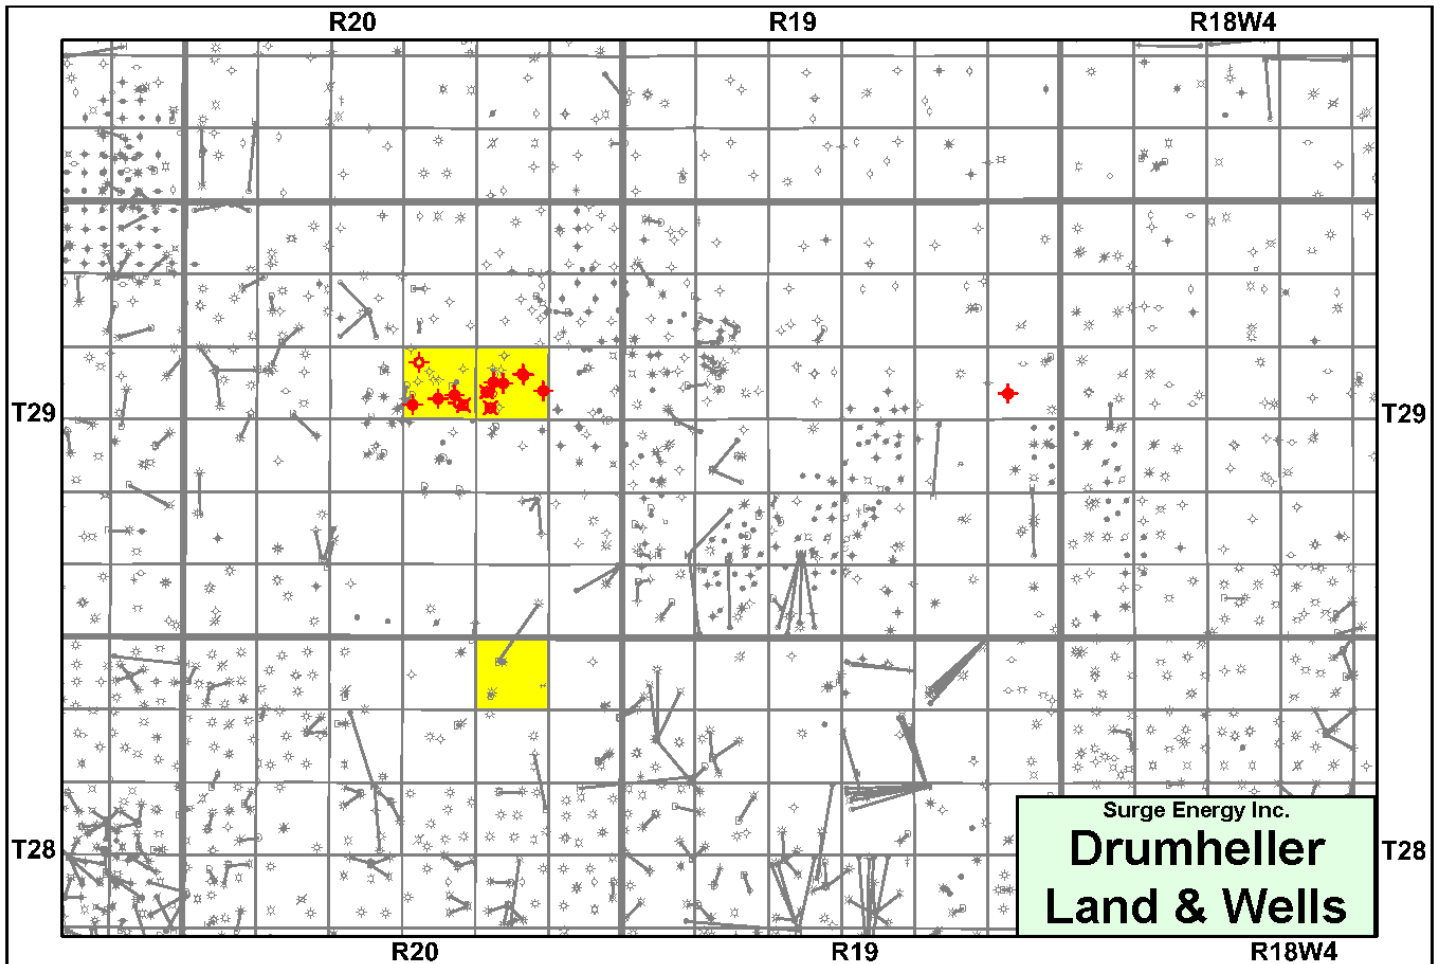 R20 R19 R18W4
T29 T29
T28 T28
Surge Energy Inc.
Drumheller
Land & Wells
R20 R19 R18W4